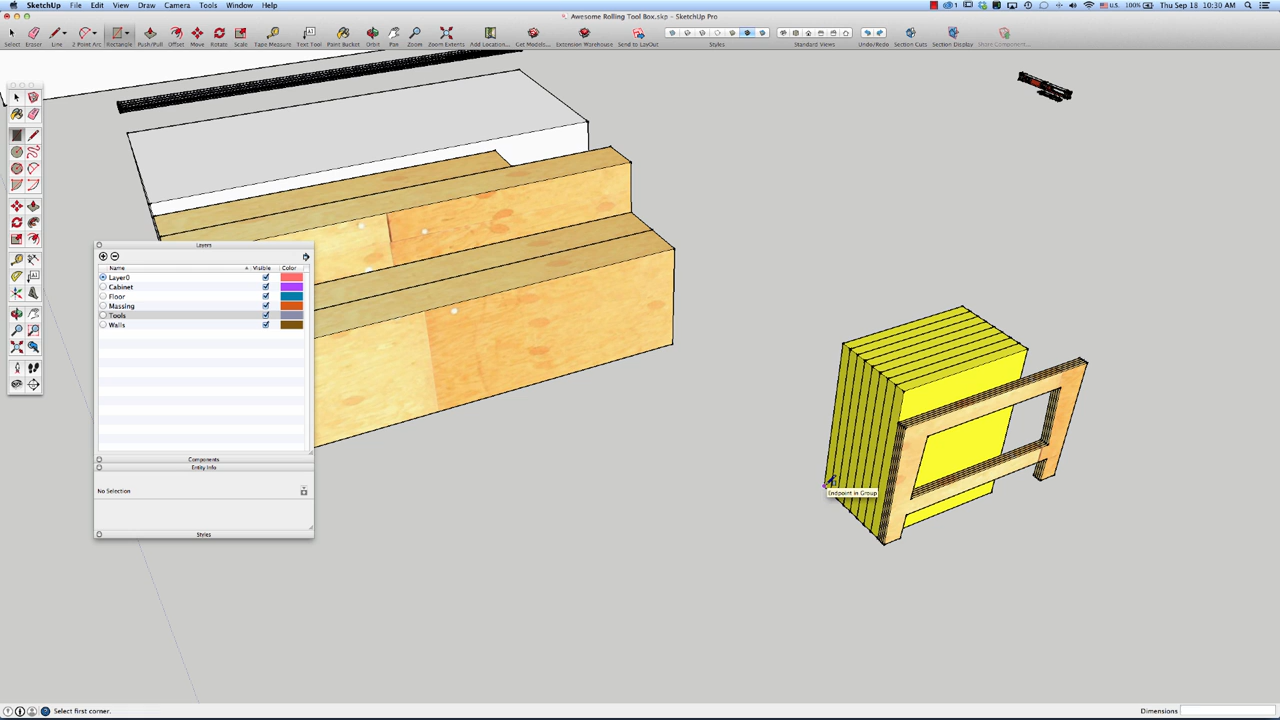 SketchUp File Edit View Draw Camera Tools Window Help
U.S. 100% Thu Sep 18 10:30 AM
Awesome Rolling Tool Box.skp - SketchUp Pro
Select Eraser Line 2 Point Arc Rectangle Push/Pull Offset Move Rotate Scale Tape Measure Text Tool Paint Bucket Orbit Pan Zoom Zoom Extents Add Location... Get Models... Extension Warehouse Send to LayOut Styles Standard Views Undo/Redo Section Cuts Section Display Share Component...
Layers
Name Visible Color
Layer0
Cabinet
Floor
Massing
Tools
Walls
Components
Entity Info
No Selection
Styles
Endpoint in Group
Select first corner.
Dimensions